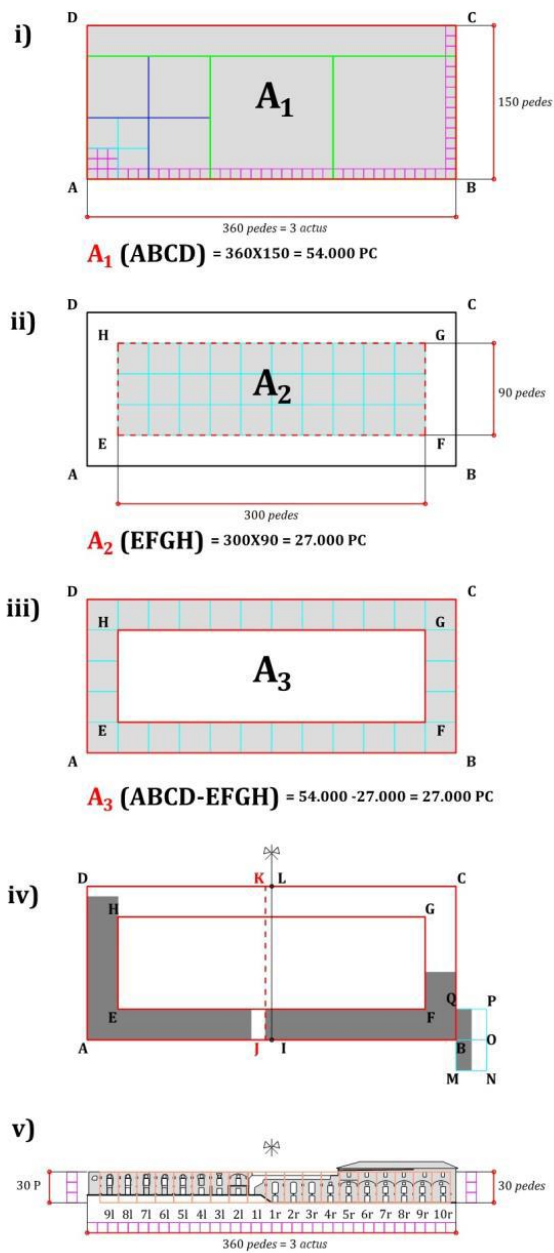 i)
D C
A1
150 pedes
A B
360 pedes = 3 actus
A1 (ABCD) = 360X150 = 54.000 PC
ii)
D C
H G
A2
90 pedes
E F
A B
300 pedes
A2 (EFGH) = 300X90 = 27.000 PC
iii)
D C
H G
A3
E F
A B
A3 (ABCD-EFGH) = 54.000 -27.000 = 27.000 PC
iv)
D K L C
H G
Q P
E F
A J I B O
M N
v)
30 P 30 pedes
9l 8l 7l 6l 5l 4l 3l 2l 1l 1r 2r 3r 4r 5r 6r 7r 8r 9r 10r
360 pedes = 3 actus